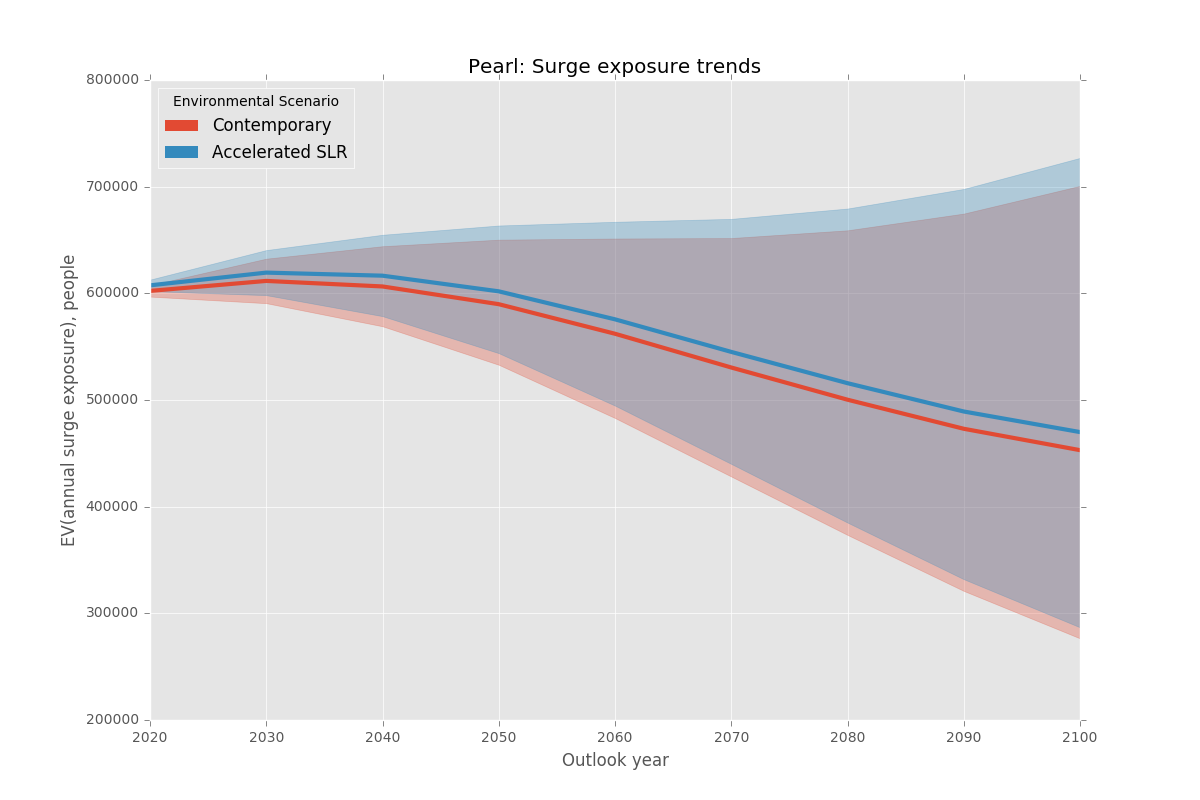 Pearl: Surge exposure trends
Environmental Scenario
Contemporary
Accelerated SLR
800000
700000
600000
500000
400000
300000
200000
EV(annual surge exposure), people
2020 2030 2040 2050 2060 2070 2080 2090 2100
Outlook year